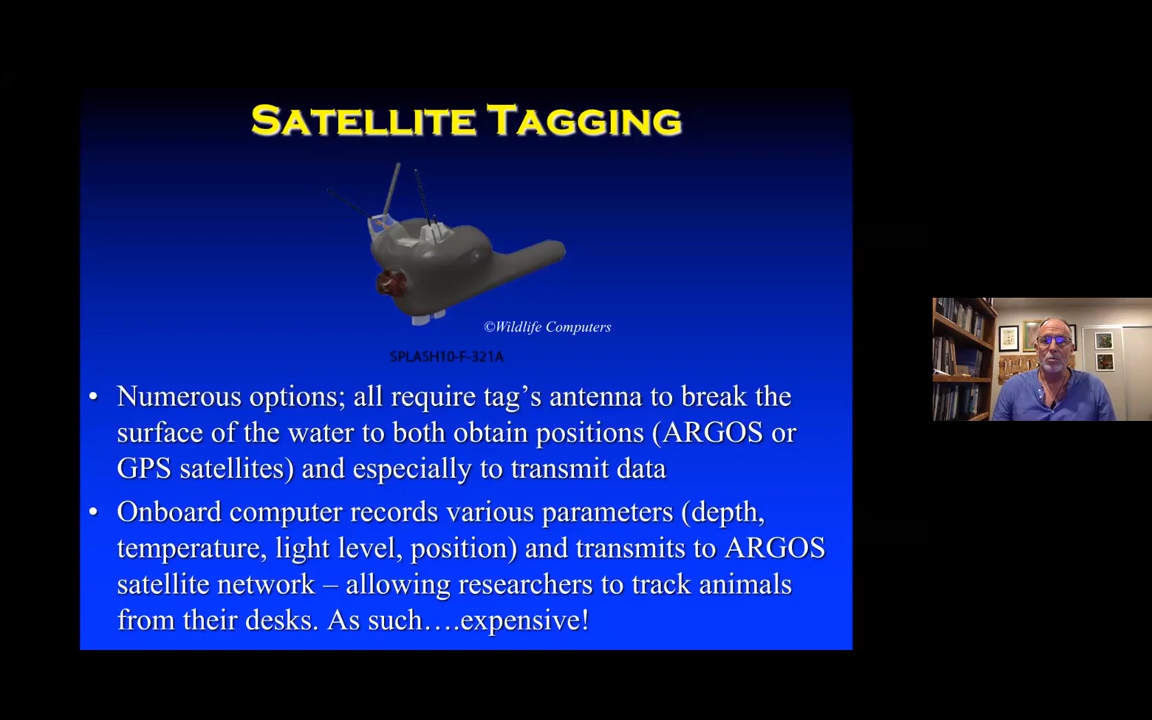 SATELLITE TAGGING
©Wildlife Computers
SPLASH10-F-321A
• Numerous options; all require tag’s antenna to break the
surface of the water to both obtain positions (ARGOS or
GPS satellites) and especially to transmit data
• Onboard computer records various parameters (depth,
temperature, light level, position) and transmits to ARGOS
satellite network – allowing researchers to track animals
from their desks. As such….expensive!